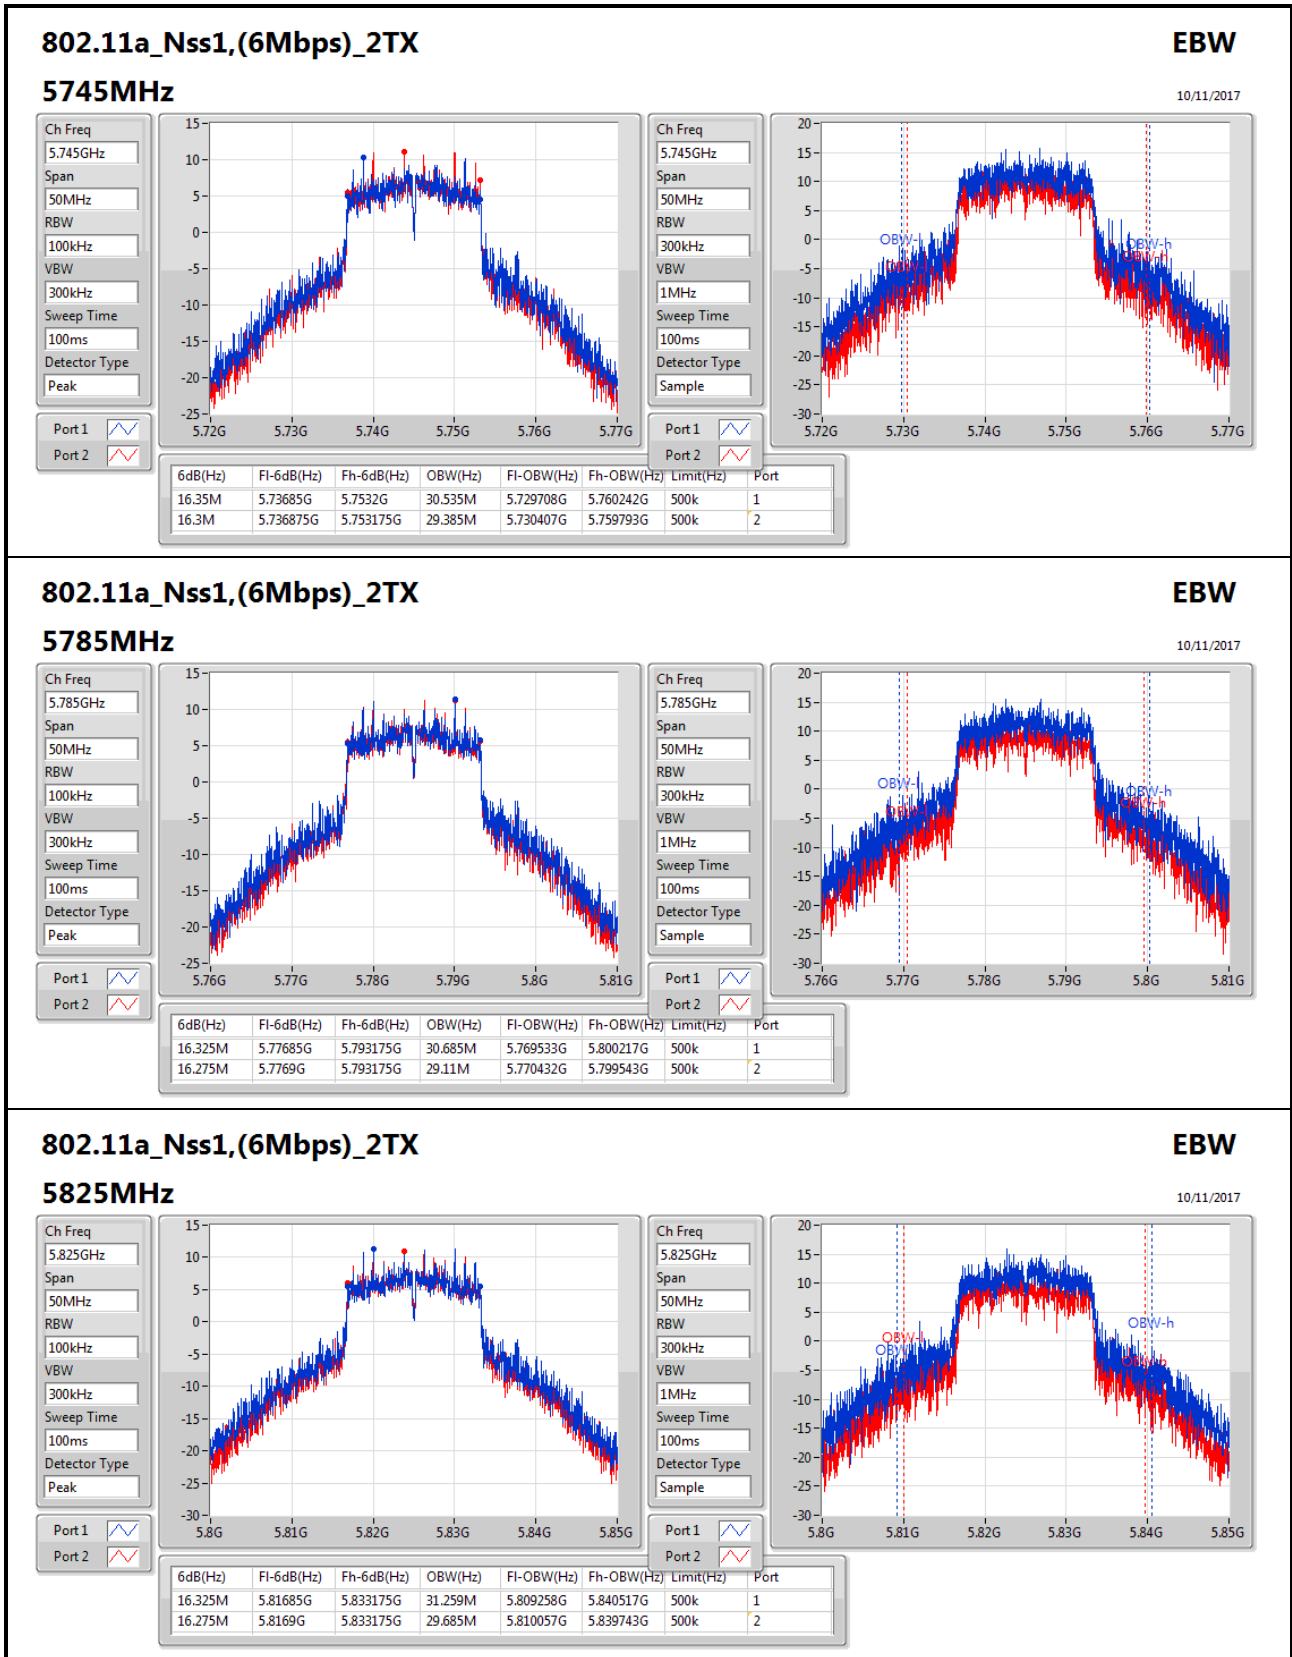 802.11a_Nss1,(6Mbps)_2TX EBW
5745MHz 10/11/2017
Ch Freq
5.745GHz
Span
50MHz
RBW
100kHz
VBW
300kHz
Sweep Time
100ms
Detector Type
Peak
Port 1
Port 2
15
10
5
0
-5
-10
-15
-20
-25
5.72G 5.73G 5.74G 5.75G 5.76G 5.77G
Ch Freq
5.745GHz
Span
50MHz
RBW
300kHz
VBW
1MHz
Sweep Time
100ms
Detector Type
Sample
Port 1
Port 2
20
15
10
5
0
-5
-10
-15
-20
-25
-30
OBW-l OBW-h
OBW-h
5.72G 5.73G 5.74G 5.75G 5.76G 5.77G
6dB(Hz) Fl-6dB(Hz) Fh-6dB(Hz) OBW(Hz) Fl-OBW(Hz) Fh-OBW(Hz) Limit(Hz) Port
16.35M 5.73685G 5.7532G 30.535M 5.729708G 5.760242G 500k 1
16.3M 5.736875G 5.753175G 29.385M 5.730407G 5.759793G 500k 2
802.11a_Nss1,(6Mbps)_2TX EBW
5785MHz 10/11/2017
Ch Freq
5.785GHz
Span
50MHz
RBW
100kHz
VBW
300kHz
Sweep Time
100ms
Detector Type
Peak
Port 1
Port 2
15
10
5
0
-5
-10
-15
-20
-25
5.76G 5.77G 5.78G 5.79G 5.8G 5.81G
Ch Freq
5.785GHz
Span
50MHz
RBW
300kHz
VBW
1MHz
Sweep Time
100ms
Detector Type
Sample
Port 1
Port 2
20
15
10
5
0
-5
-10
-15
-20
-25
-30
OBW-l OBW-h
OBW-h
5.76G 5.77G 5.78G 5.79G 5.8G 5.81G
6dB(Hz) Fl-6dB(Hz) Fh-6dB(Hz) OBW(Hz) Fl-OBW(Hz) Fh-OBW(Hz) Limit(Hz) Port
16.325M 5.77685G 5.793175G 30.685M 5.769533G 5.800217G 500k 1
16.275M 5.7769G 5.793175G 29.11M 5.770432G 5.799543G 500k 2
802.11a_Nss1,(6Mbps)_2TX EBW
5825MHz 10/11/2017
Ch Freq
5.825GHz
Span
50MHz
RBW
100kHz
VBW
300kHz
Sweep Time
100ms
Detector Type
Peak
Port 1
Port 2
15
10
5
0
-5
-10
-15
-20
-25
-30
5.8G 5.81G 5.82G 5.83G 5.84G 5.85G
Ch Freq
5.825GHz
Span
50MHz
RBW
300kHz
VBW
1MHz
Sweep Time
100ms
Detector Type
Sample
Port 1
Port 2
20
15
10
5
0
-5
-10
-15
-20
-25
-30
OBW-h
OBW-l
OBW-h
5.8G 5.81G 5.82G 5.83G 5.84G 5.85G
6dB(Hz) Fl-6dB(Hz) Fh-6dB(Hz) OBW(Hz) Fl-OBW(Hz) Fh-OBW(Hz) Limit(Hz) Port
16.325M 5.81685G 5.833175G 31.259M 5.809258G 5.840517G 500k 1
16.275M 5.8169G 5.833175G 29.685M 5.810057G 5.839743G 500k 2